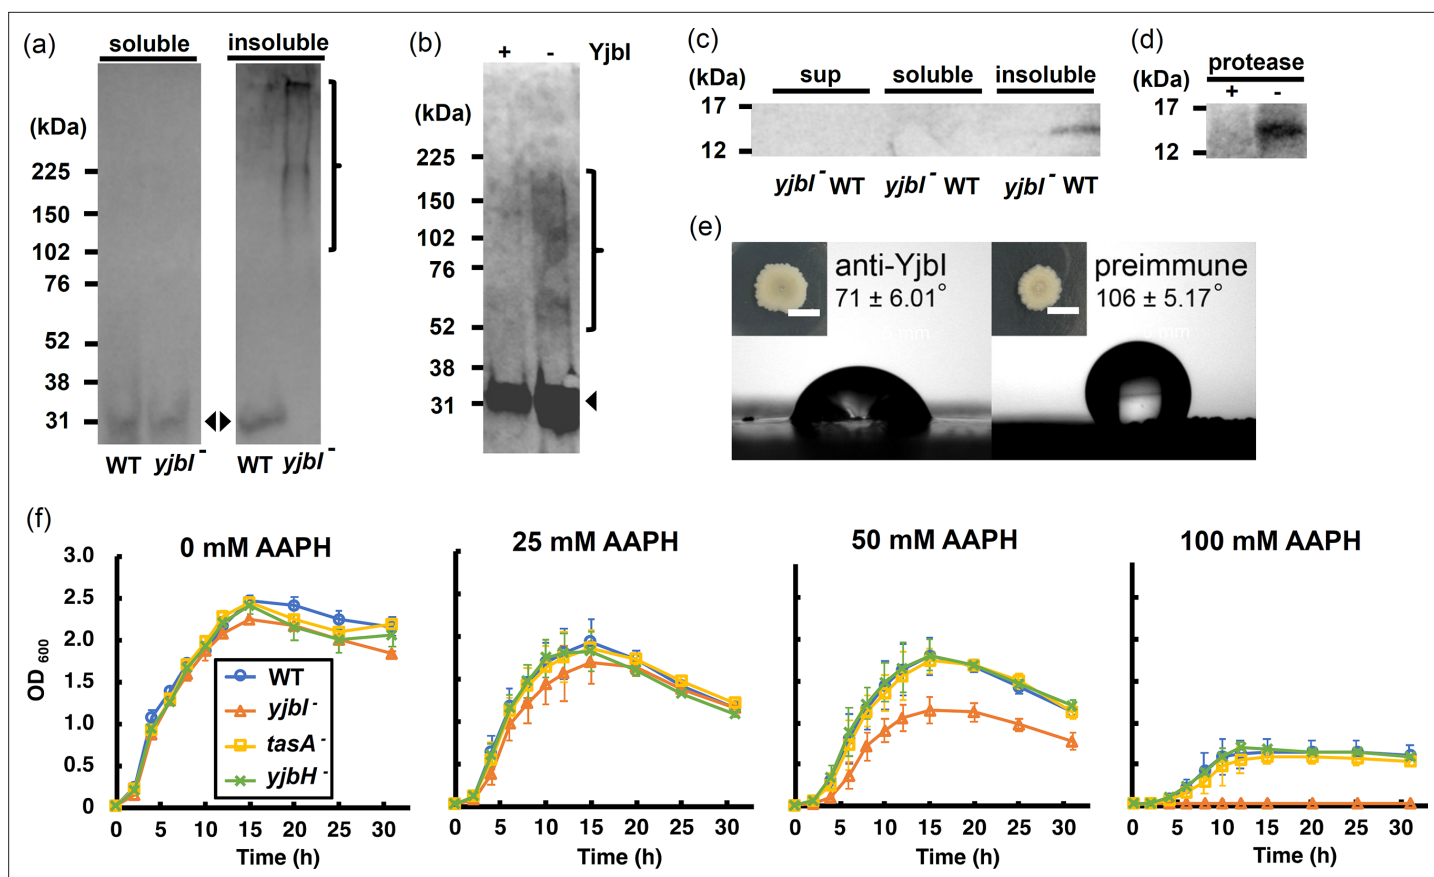 (a)
soluble insoluble
(kDa)
225
150
102
76
52
38
31
WT yjbI⁻ WT yjbI⁻
(b)
+ - YjbI
(kDa)
225
150
102
76
52
38
31
(c)
(kDa) sup soluble insoluble
17
12
yjbI⁻ WT yjbI⁻ WT yjbI⁻ WT
(d)
(kDa) protease
+ -
17
12
(e)
anti-YjbI
71 ± 6.01°
preimmune
106 ± 5.17°
(f)
0 mM AAPH 25 mM AAPH 50 mM AAPH 100 mM AAPH
OD600
3.0
2.5
2.0
1.5
1.0
0.5
0
WT
yjbI⁻
tasA⁻
yjbH⁻
0 5 10 15 20 25 30 0 5 10 15 20 25 30 0 5 10 15 20 25 30 0 5 10 15 20 25 30
Time (h) Time (h) Time (h) Time (h)